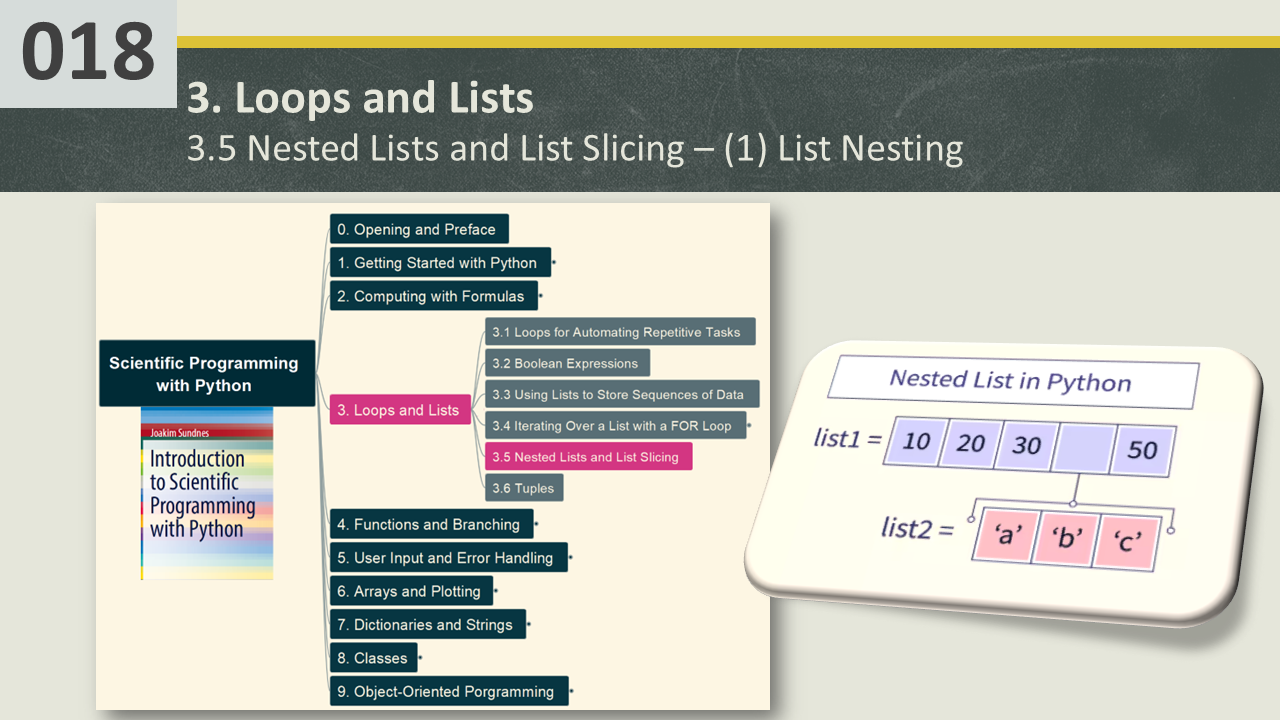 018
3. Loops and Lists
3.5 Nested Lists and List Slicing – (1) List Nesting
0. Opening and Preface
1. Getting Started with Python
2. Computing with Formulas
3.1 Loops for Automating Repetitive Tasks
3.2 Boolean Expressions
3.3 Using Lists to Store Sequences of Data
3.4 Iterating Over a List with a FOR Loop
3.5 Nested Lists and List Slicing
3.6 Tuples
Scientific Programming
with Python
3. Loops and Lists
Joakim Sundnes
Introduction
to Scientific
Programming
with Python
4. Functions and Branching
5. User Input and Error Handling
6. Arrays and Plotting
7. Dictionaries and Strings
8. Classes
9. Object-Oriented Porgramming
Nested List in Python
list1 = 10 20 30 50
list2 = ‘a’ ‘b’ ‘c’